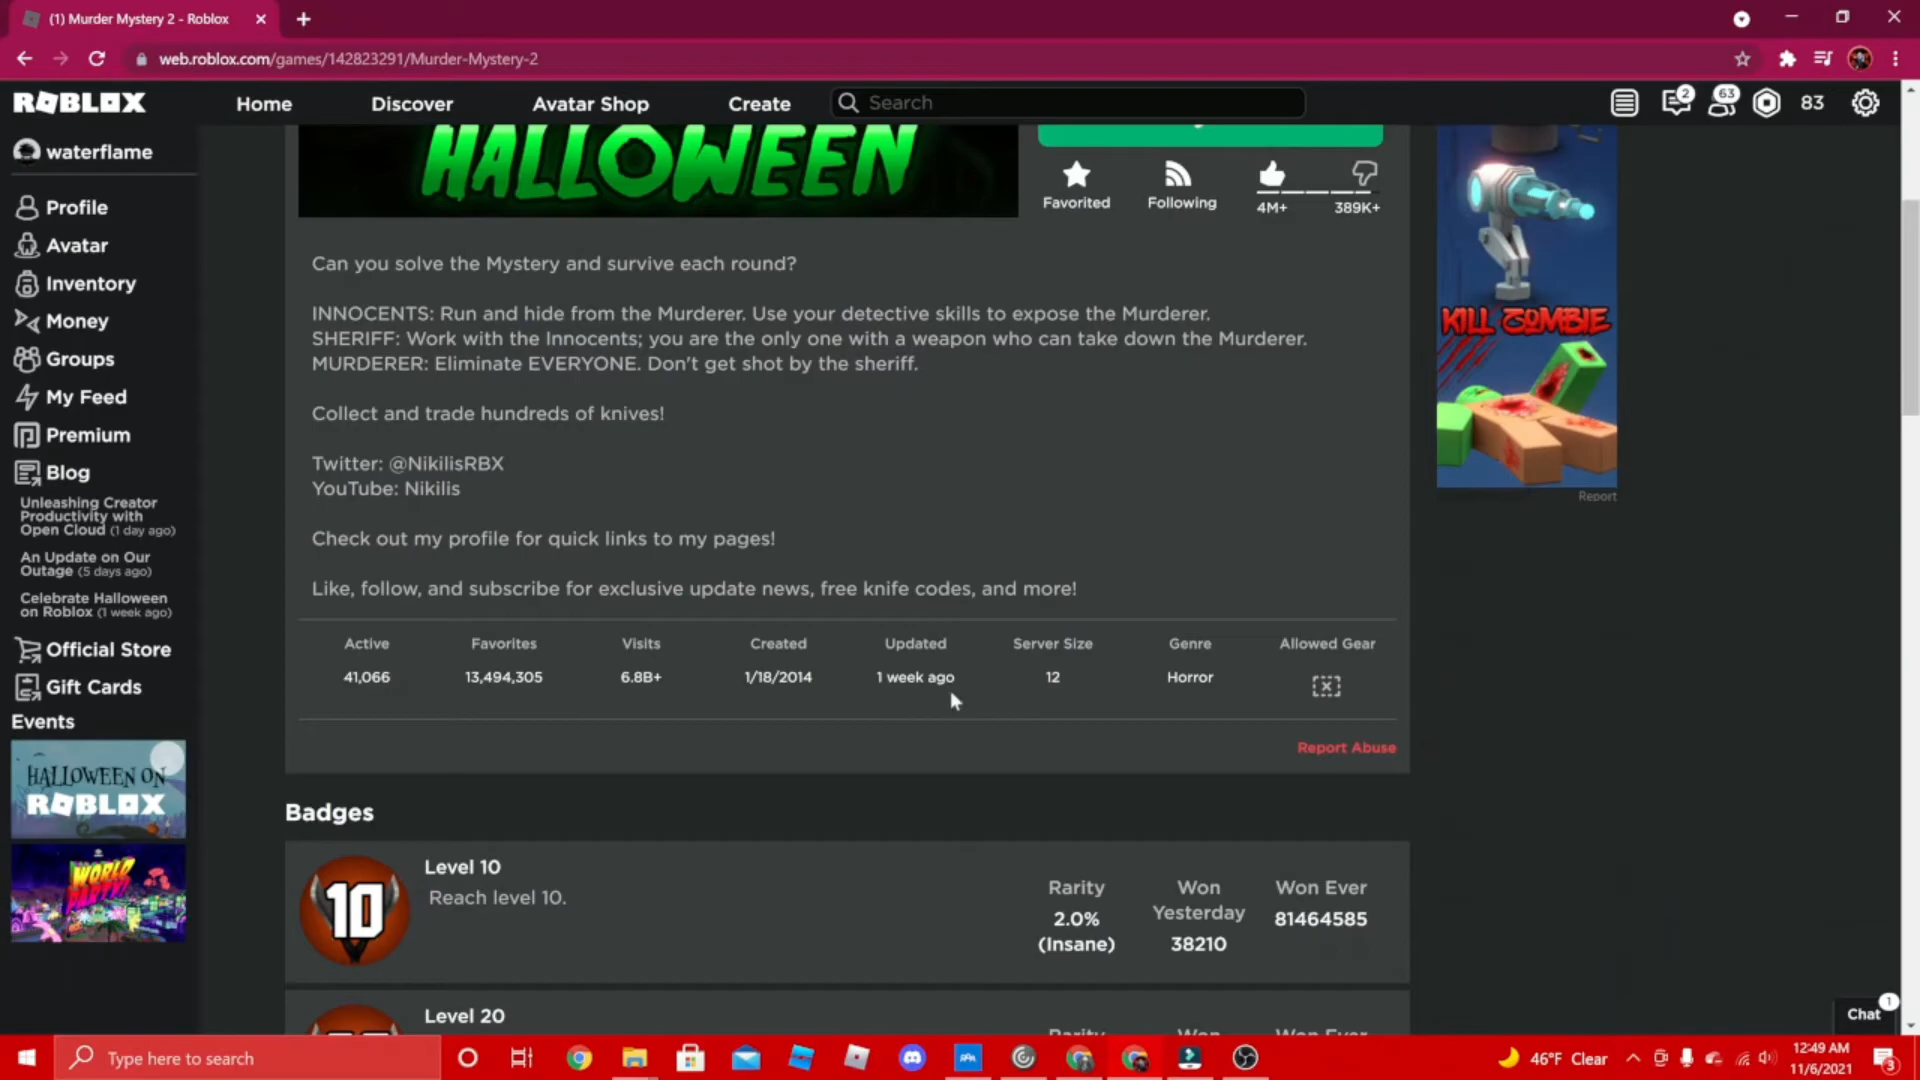 (1) Murder Mystery 2 - Roblox
web.roblox.com/games/142823291/Murder-Mystery-2
ROBLOX
Home
Discover
Avatar Shop
Create
Search
2
63
83
waterflame
Profile
Avatar
Inventory
Money
Groups
My Feed
Premium
Blog
Unleashing Creator
Productivity with
Open Cloud (1 day ago)
An Update on Our
Outage (5 days ago)
Celebrate Halloween
on Roblox (1 week ago)
Official Store
Gift Cards
Events
HALLOWEEN ON
ROBLOX
WORLD
PARTY!
HALLOWEEN
Favorited
Following
4M+
389K+
Can you solve the Mystery and survive each round?
INNOCENTS: Run and hide from the Murderer. Use your detective skills to expose the Murderer.
SHERIFF: Work with the Innocents; you are the only one with a weapon who can take down the Murderer.
MURDERER: Eliminate EVERYONE. Don't get shot by the sheriff.
Collect and trade hundreds of knives!
Twitter: @NikilisRBX
YouTube: Nikilis
Check out my profile for quick links to my pages!
Like, follow, and subscribe for exclusive update news, free knife codes, and more!
Active Favorites Visits Created Updated Server Size Genre Allowed Gear
41,066 13,494,305 6.8B+ 1/18/2014 1 week ago 12 Horror
Report Abuse
KILL ZOMBIE
Report
Badges
10
Level 10
Reach level 10.
Rarity
2.0%
(Insane)
Won
Yesterday
38210
Won Ever
81464585
Level 20
Rarity
Won
Won Ever
Chat
1
Type here to search
46°F Clear
12:49 AM
11/6/2021
3